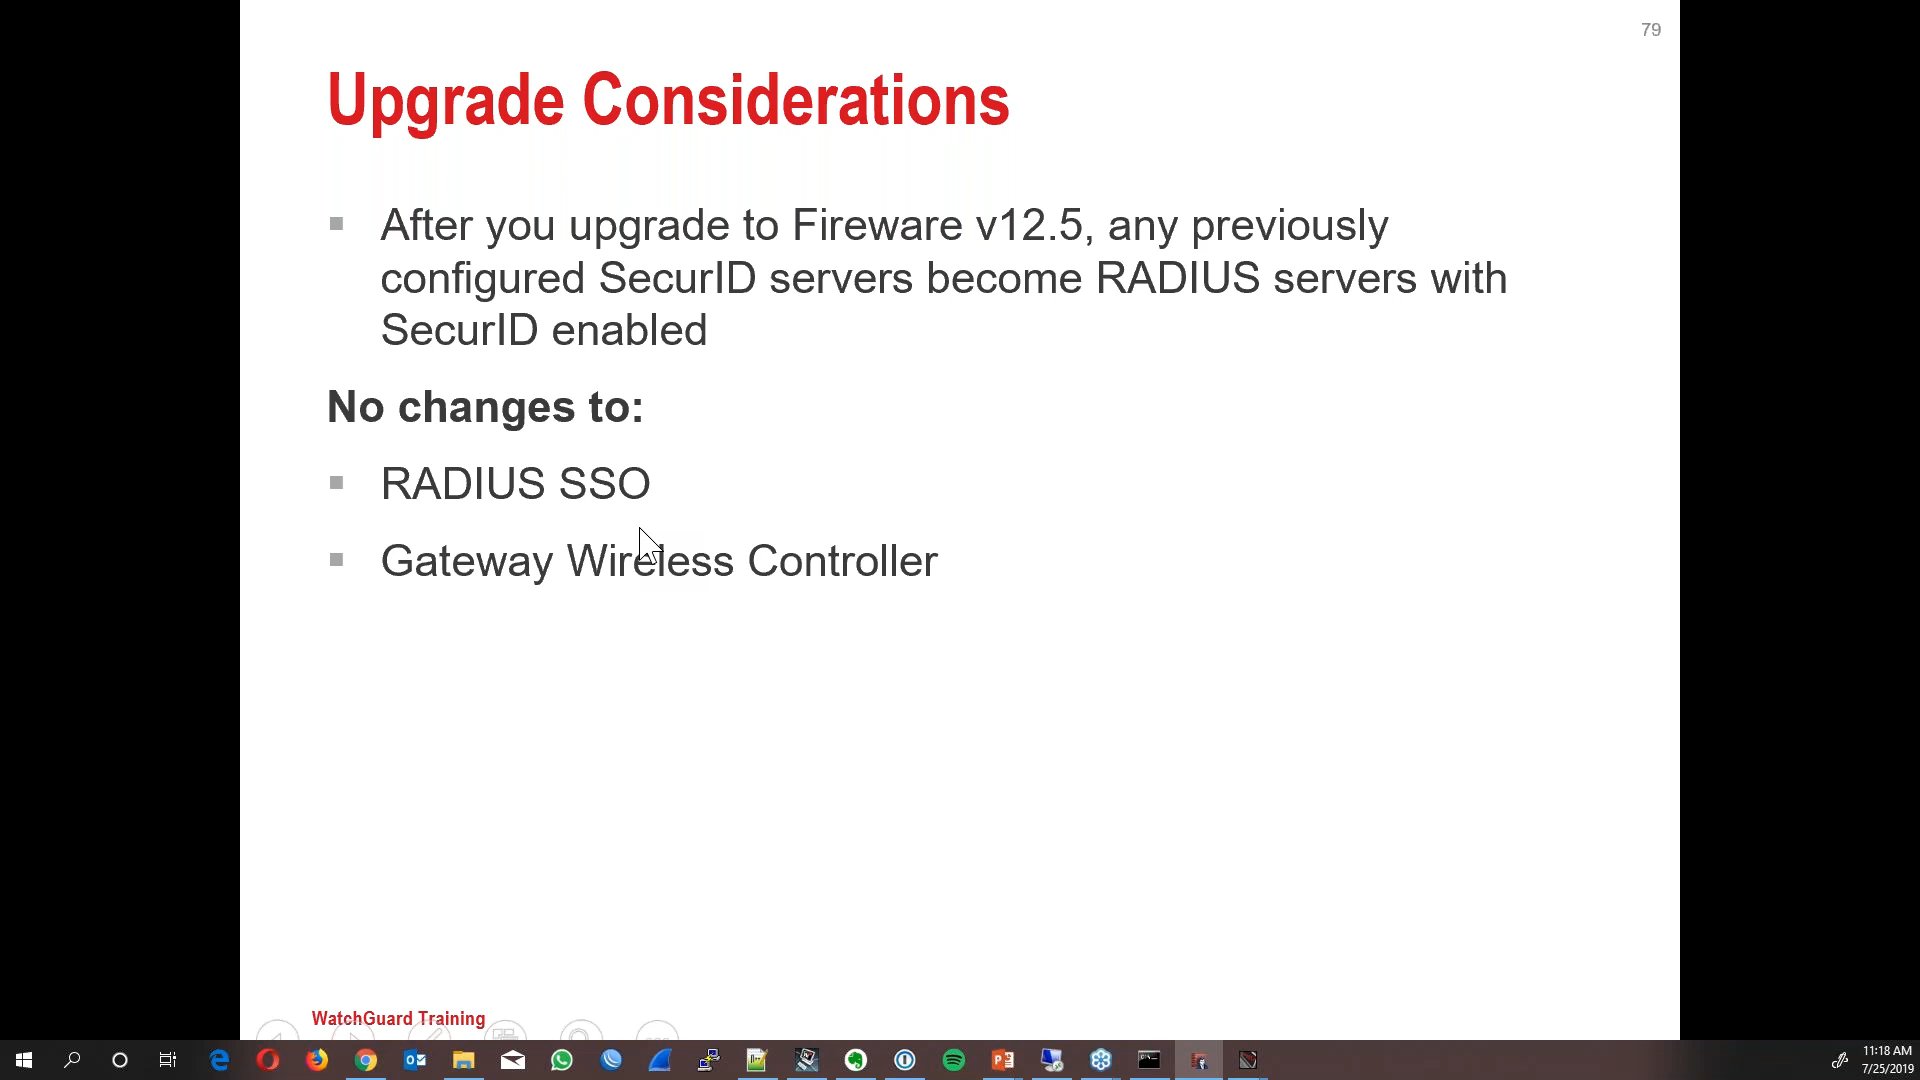 79
Upgrade Considerations
After you upgrade to Fireware v12.5, any previously
configured SecurID servers become RADIUS servers with
SecurID enabled
No changes to:
RADIUS SSO
Gateway Wireless Controller
WatchGuard Training
11:18 AM
7/25/2019